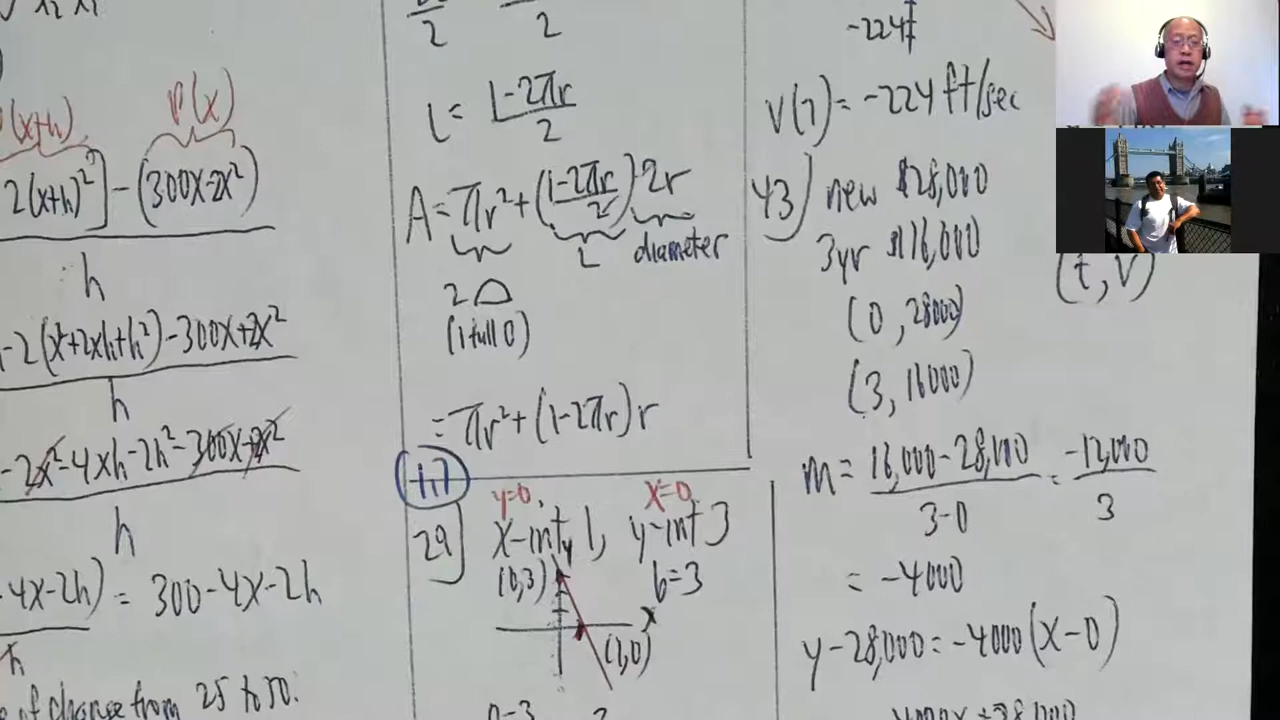 P(x+h) P(x)
2(x+h)²] - (300x-2x²)
h
-2(x²+2xh+h²)-300x+2x²
h
-2x²-4xh-2h²-300x+2x²
h
4x-2h) = 300-4x-2h
h
of change from 25 to 50:
2 2
l = 1-2πr
2
A = πr² + (1-2πr)2r
2
l diameter
2
(1 full O)
= πr² + (1-2πr) r
1.7
y=0, x=0
29) x-int 1, y-int 3
y
(0,3) b=3
x
(1,0)
-224
V(7) = -224 ft/sec
43) new $28,000
3yr $16,000
(t, V)
(0, 28000)
(3, 16000)
m = 16,000-28,000 = -12,000
3-0 3
= -4000
y-28,000 = -4000(x-0)